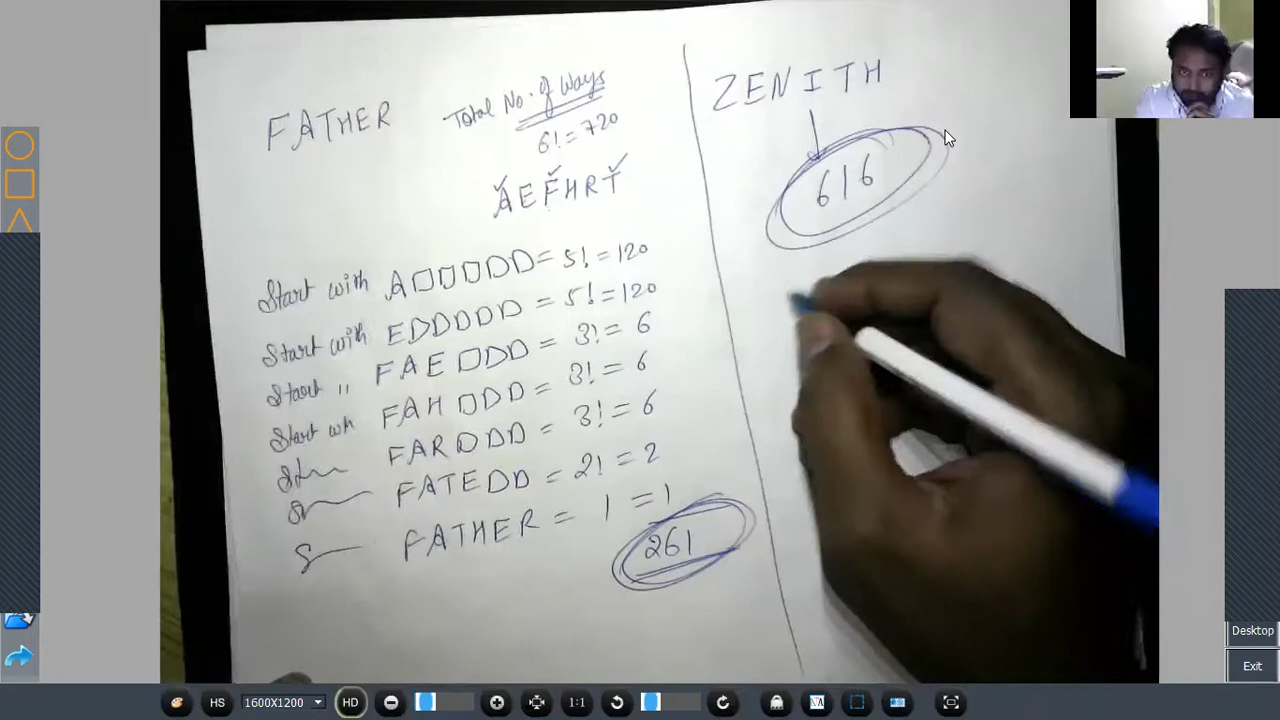 FATHER
Total No. of Ways
6! = 720
A E F H R T
Start with A□□□□□ = 5! = 120
Start with E□□□□□ = 5! = 120
Start " FAE□□□ = 3! = 6
Start wh FAH□□□ = 3! = 6
FAR□□□ = 3! = 6
FATE□□ = 2! = 2
FATHER = 1 = 1
261
ZENITH
616
HS
1600X1200
HD
1:1
Desktop
Exit